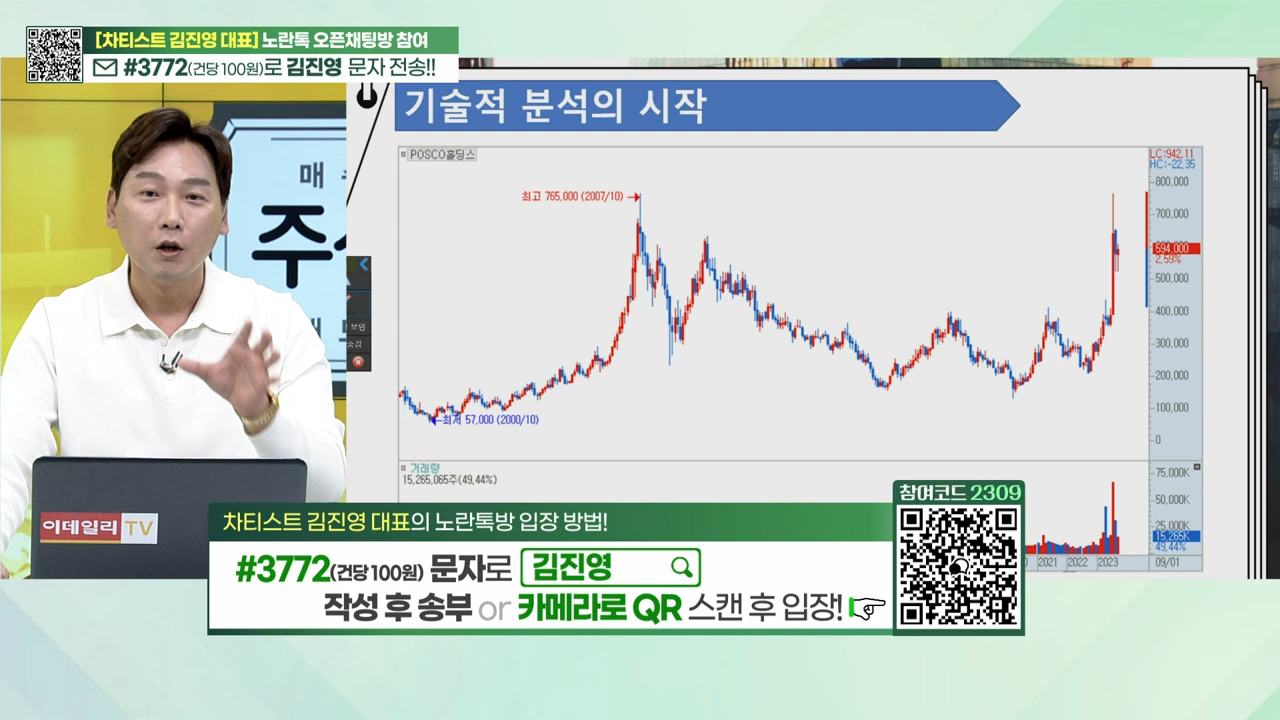 [차티스트 김진영 대표] 노란톡 오픈채팅방 참여
#3772(건당 100원)로 김진영 문자 전송!!
기술적 분석의 시작
매
주
POSCO홀딩스
LC:942.11
HC:-22.35
최고 765,000 (2007/10)
800,000
700,000
594,000
2.59%
500,000
400,000
300,000
200,000
100,000
0
최저 57,000 (2000/10)
보인
숨김
거래량
15,265,065주(49.44%)
75,000K
50,000K
25,000K
15,265K
49.44%
2021 2022 2023 09/01
이데일리 TV
참여코드 2309
차티스트 김진영 대표의 노란톡방 입장 방법!
#3772(건당 100원) 문자로 김진영
작성 후 송부 or 카메라로 QR 스캔 후 입장!